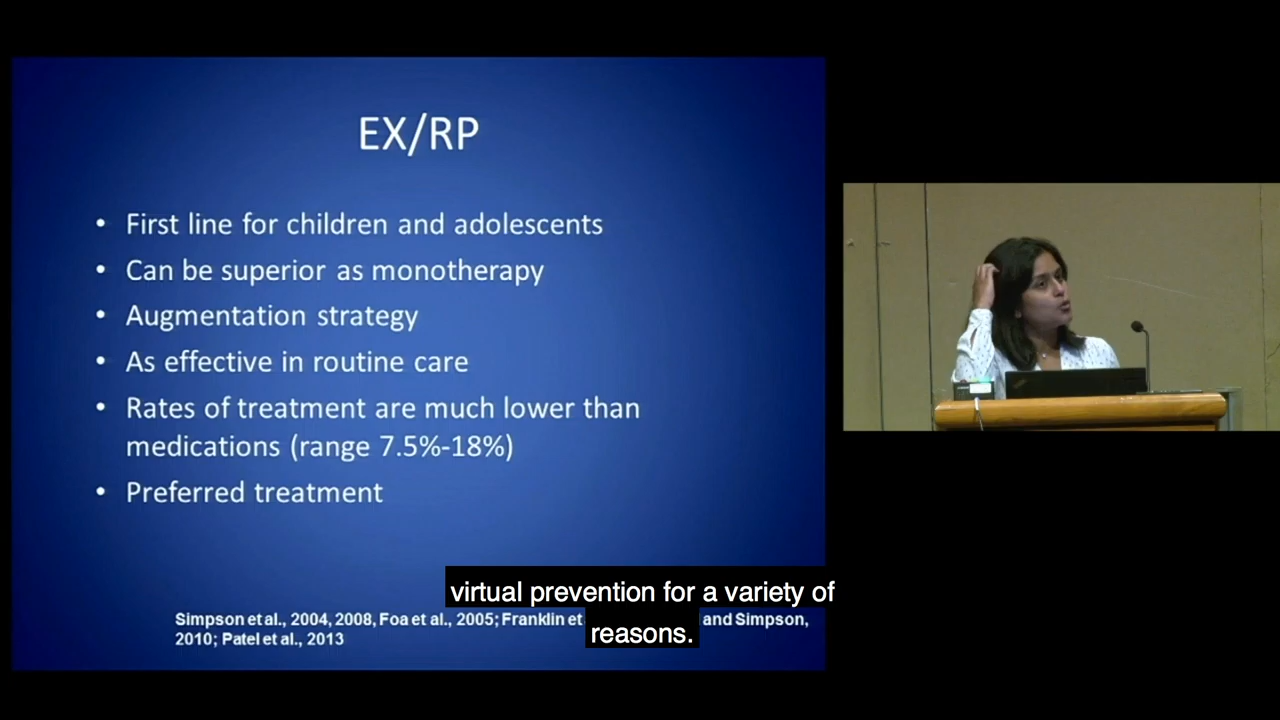 EX/RP
• First line for children and adolescents
• Can be superior as monotherapy
• Augmentation strategy
• As effective in routine care
• Rates of treatment are much lower than
medications (range 7.5%-18%)
• Preferred treatment
Simpson et al., 2004, 2008, Foa et al., 2005; Franklin et and Simpson,
2010; Patel et al., 2013
virtual prevention for a variety of
reasons.